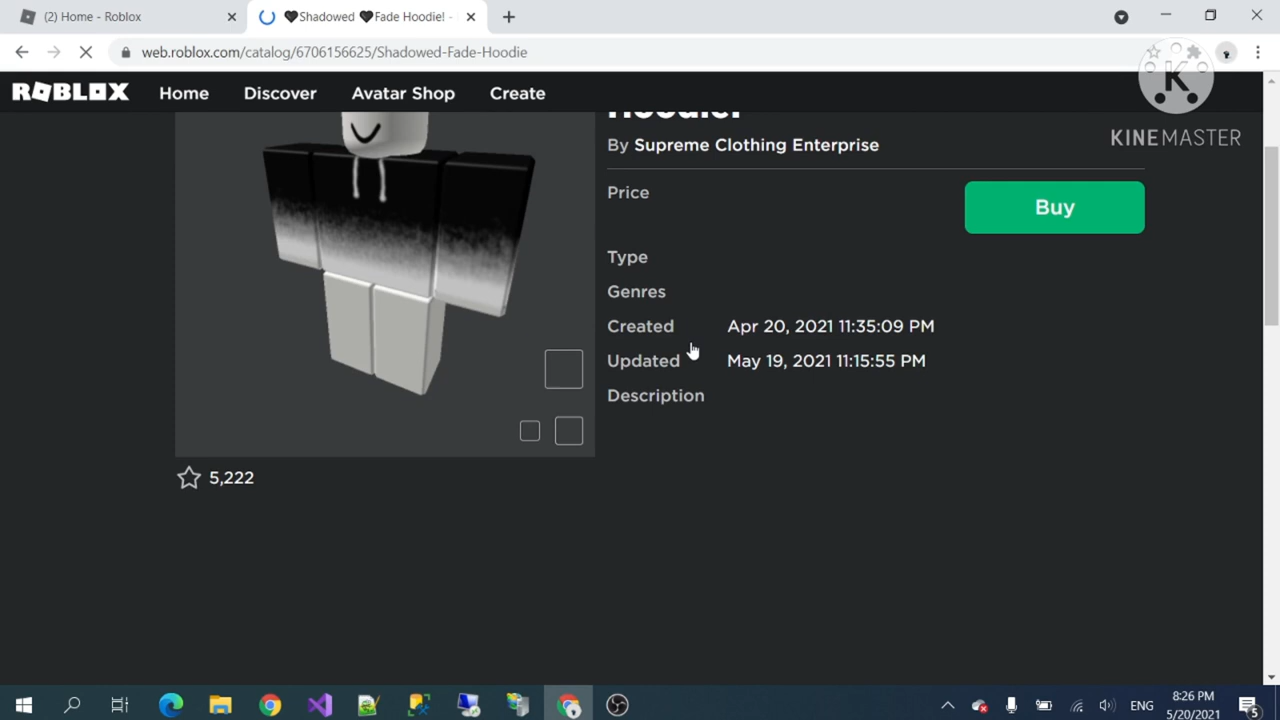 (2) Home - Roblox
🖤Shadowed 🖤Fade Hoodie! -
web.roblox.com/catalog/6706156625/Shadowed-Fade-Hoodie
K
ROBLOX Home Discover Avatar Shop Create
KINEMASTER
Hoodie!
By Supreme Clothing Enterprise
Price
Buy
Type
Genres
Created Apr 20, 2021 11:35:09 PM
Updated May 19, 2021 11:15:55 PM
Description
5,222
ENG
8:26 PM
5/20/2021
5